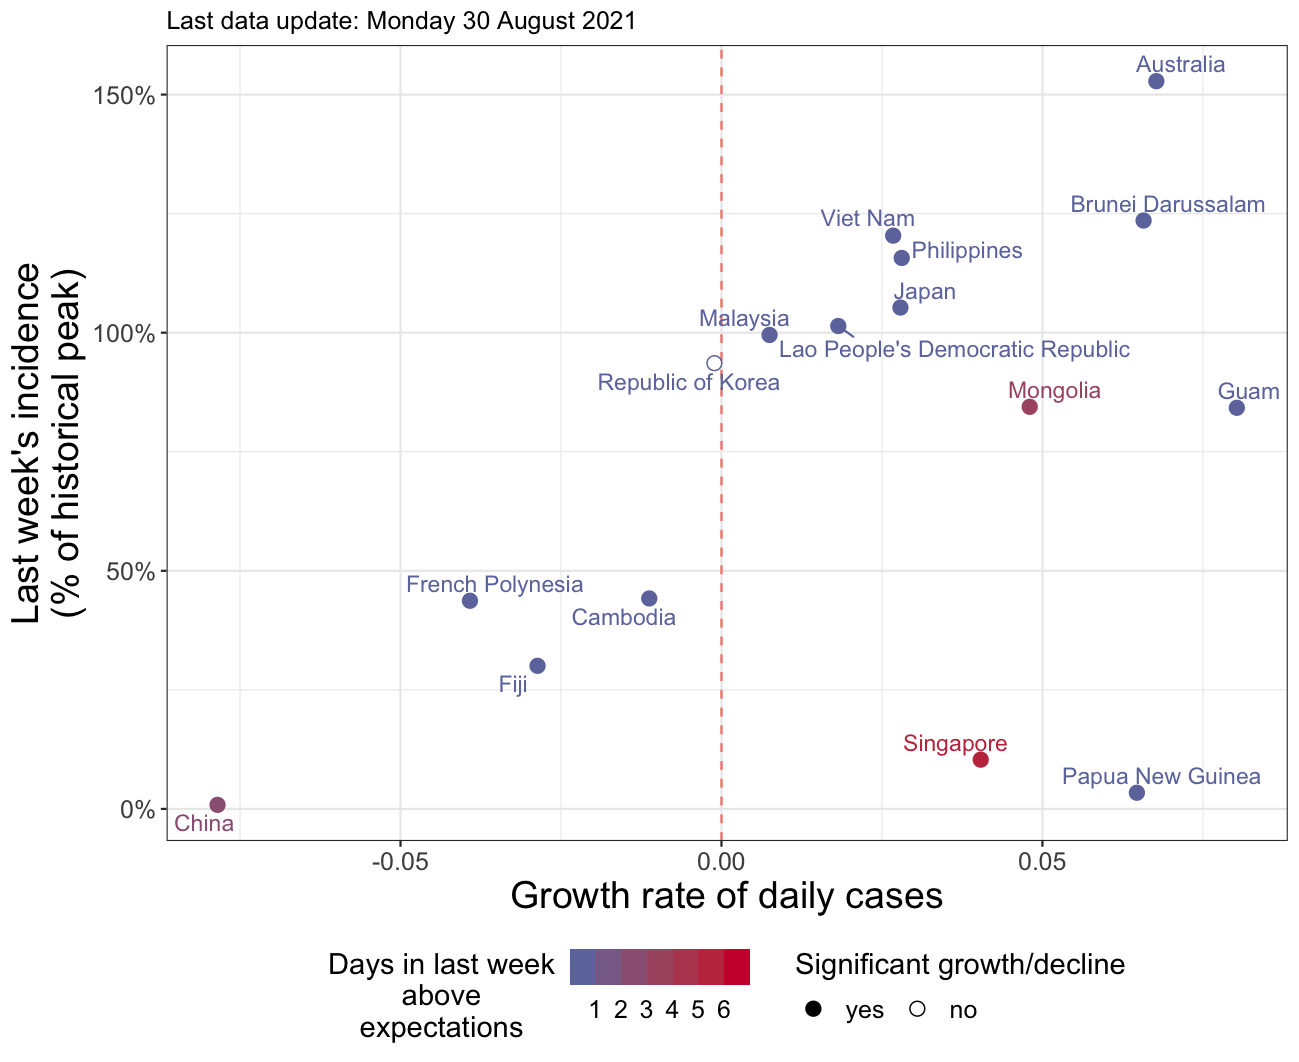 Last data update: Monday 30 August 2021
Australia
150%
Brunei Darussalam
Viet Nam
Philippines
Japan
Malaysia
100%
Lao People's Democratic Republic
Republic of Korea
Mongolia
Guam
Last week's incidence
(% of historical peak)
50%
French Polynesia
Cambodia
Fiji
Singapore
Papua New Guinea
0%
China
-0.05 0.00 0.05
Growth rate of daily cases
Days in last week
above
expectations
1 2 3 4 5 6
Significant growth/decline
yes no